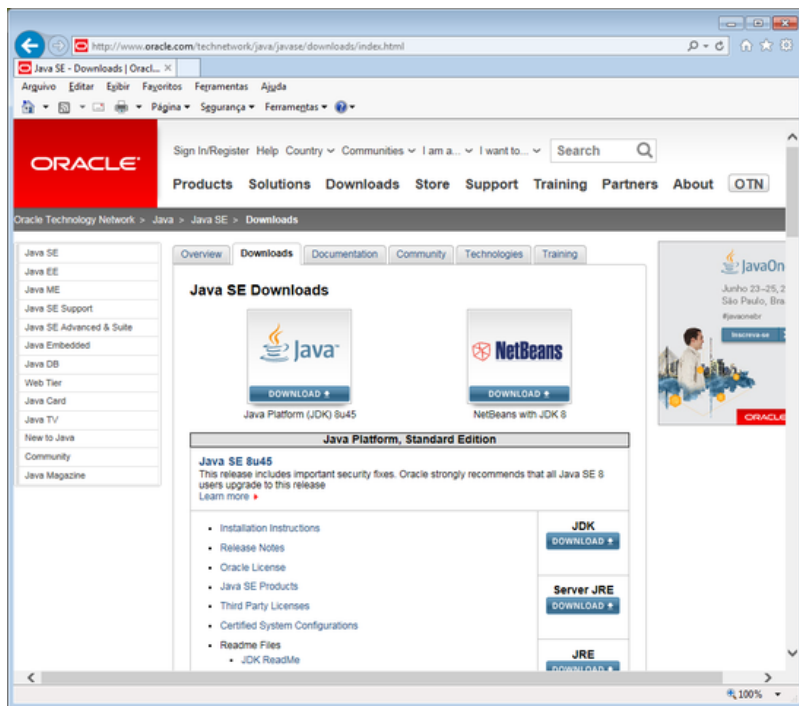 http://www.oracle.com/technetwork/java/javase/downloads/index.html
Java SE - Downloads | Oracl...
Arquivo Editar Exibir Favoritos Ferramentas Ajuda
Página Segurança Ferramentas
ORACLE
Sign In/Register Help Country Communities I am a... I want to... Search
Products Solutions Downloads Store Support Training Partners About OTN
Oracle Technology Network > Java > Java SE > Downloads
Java SE
Java EE
Java ME
Java SE Support
Java SE Advanced & Suite
Java Embedded
Java DB
Web Tier
Java Card
Java TV
New to Java
Community
Java Magazine
Overview Downloads Documentation Community Technologies Training
Java SE Downloads
Java
DOWNLOAD
Java Platform (JDK) 8u45
NetBeans
DOWNLOAD
NetBeans with JDK 8
Java Platform, Standard Edition
Java SE 8u45
This release includes important security fixes. Oracle strongly recommends that all Java SE 8
users upgrade to this release
Learn more
Installation Instructions
Release Notes
Oracle License
Java SE Products
Third Party Licenses
Certified System Configurations
Readme Files
JDK ReadMe
JDK
DOWNLOAD
Server JRE
DOWNLOAD
JRE
DOWNLOAD
JavaOn
Junho 23–25, 2
São Paulo, Bra
#javaonebr
Inscreva-se
ORACLE
100%